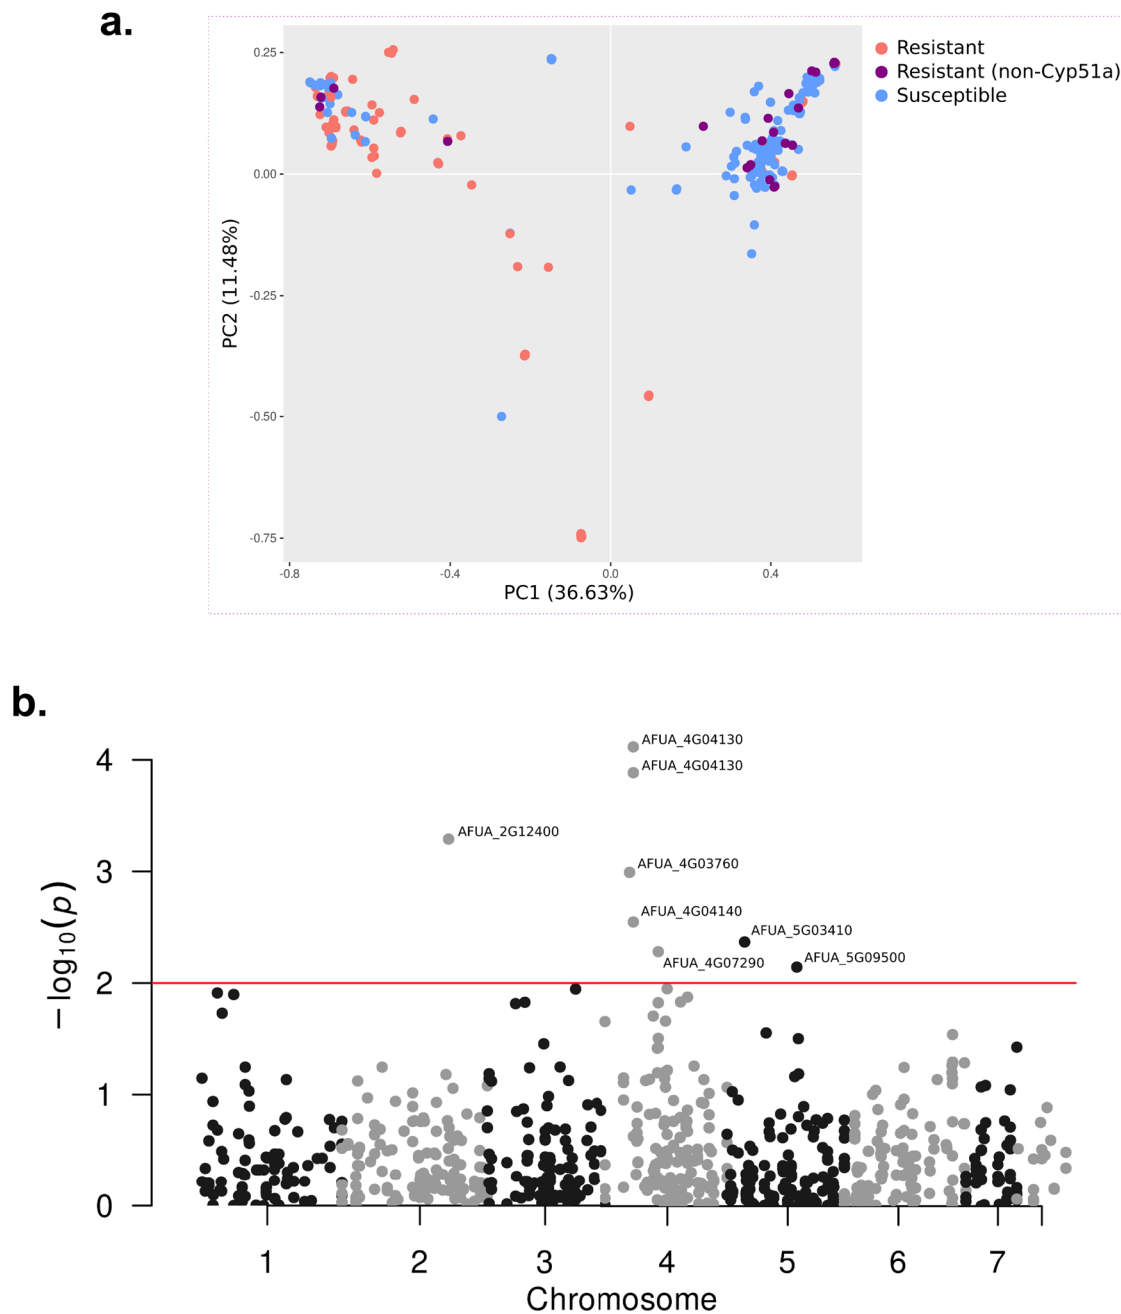 a.
Resistant
Resistant (non-Cyp51a)
Susceptible
0.25
0.00
-0.25
-0.50
-0.75
PC2 (11.48%)
-0.8
-0.4
0.0
0.4
PC1 (36.63%)
b.
AFUA_4G04130
AFUA_4G04130
AFUA_2G12400
AFUA_4G03760
AFUA_4G04140
AFUA_5G03410
AFUA_4G07290
AFUA_5G09500
4
3
2
1
0
−log10(p)
1 2 3 4 5 6 7
Chromosome